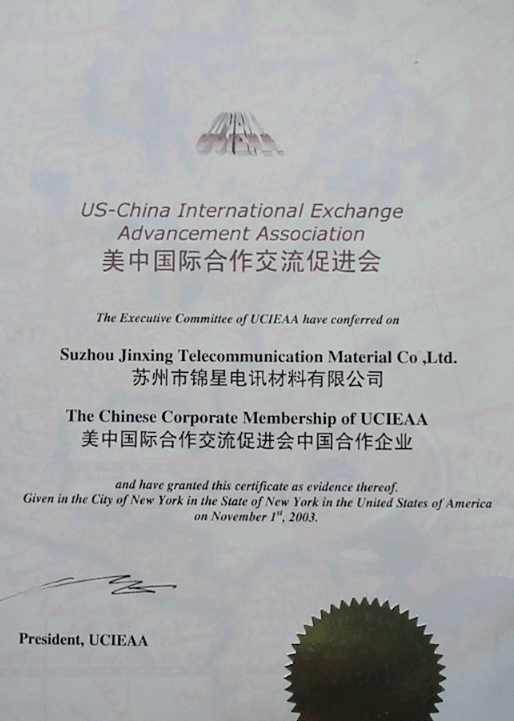 US-China International Exchange
Advancement Association
美中国际合作交流促进会
The Executive Committee of UCIEAA have conferred on
Suzhou Jinxing Telecommunication Material Co ,Ltd.
苏州市锦星电讯材料有限公司
The Chinese Corporate Membership of UCIEAA
美中国际合作交流促进会中国合作企业
and have granted this certificate as evidence thereof.
Given in the City of New York in the State of New York in the United States of America
on November 1st, 2003.
President, UCIEAA